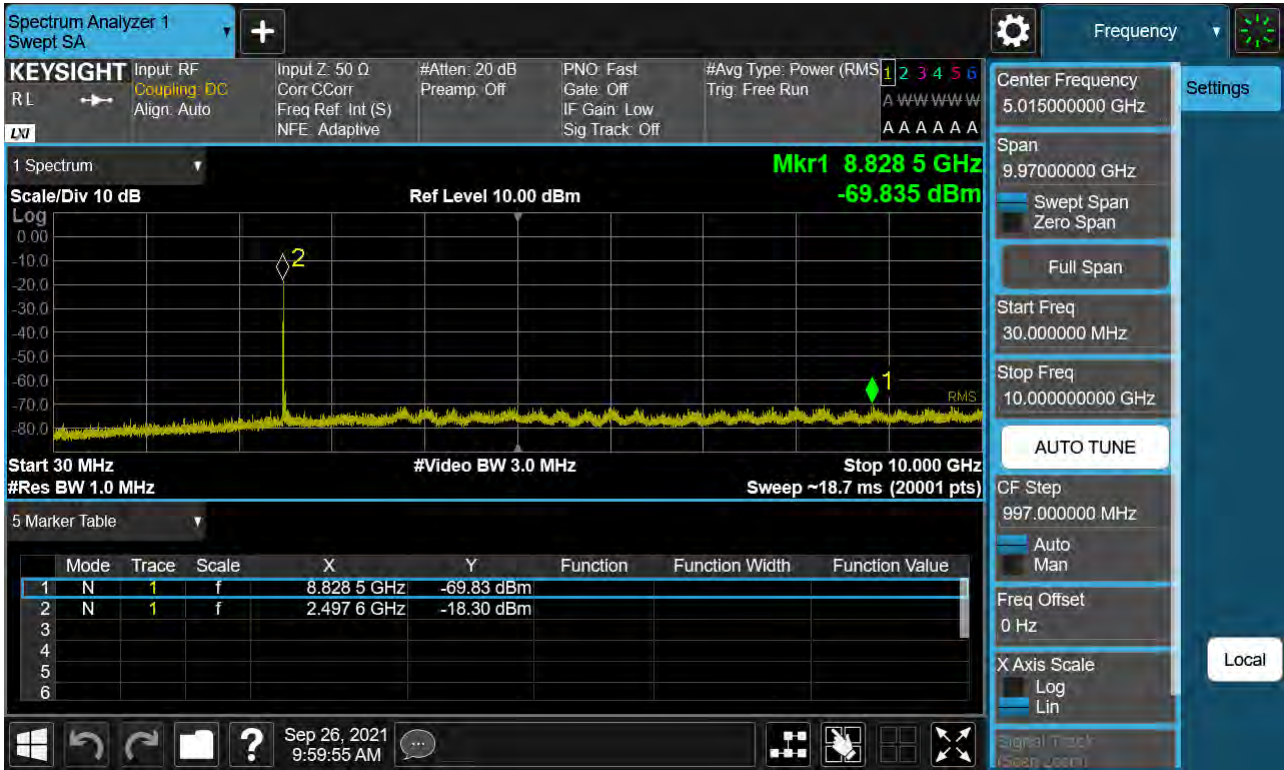 Spectrum Analyzer 1
Swept SA
Frequency
KEYSIGHT
RL
LXI
Input: RF
Coupling: DC
Align: Auto
Input Z: 50 Ω
Corr CCorr
Freq Ref: Int (S)
NFE: Adaptive
#Atten: 20 dB
Preamp: Off
PNO: Fast
Gate: Off
IF Gain: Low
Sig Track: Off
#Avg Type: Power (RMS
Trig: Free Run
1 2 3 4 5 6
A W W W W W
A A A A A A
1 Spectrum
Mkr1 8.828 5 GHz
Scale/Div 10 dB
Ref Level 10.00 dBm
-69.835 dBm
Log
0.00
-10.0
-20.0
-30.0
-40.0
-50.0
-60.0
-70.0
-80.0
2
1
RMS
Start 30 MHz
#Video BW 3.0 MHz
Stop 10.000 GHz
#Res BW 1.0 MHz
Sweep ~18.7 ms (20001 pts)
5 Marker Table
Mode Trace Scale X Y Function Function Width Function Value
1 N 1 f 8.828 5 GHz -69.83 dBm
2 N 1 f 2.497 6 GHz -18.30 dBm
3
4
5
6
Sep 26, 2021
9:59:55 AM
?
Center Frequency
5.015000000 GHz
Span
9.97000000 GHz
Swept Span
Zero Span
Full Span
Start Freq
30.000000 MHz
Stop Freq
10.000000000 GHz
AUTO TUNE
CF Step
997.000000 MHz
Auto
Man
Freq Offset
0 Hz
X Axis Scale
Log
Lin
Signal Track
(Span Zoom)
Settings
Local